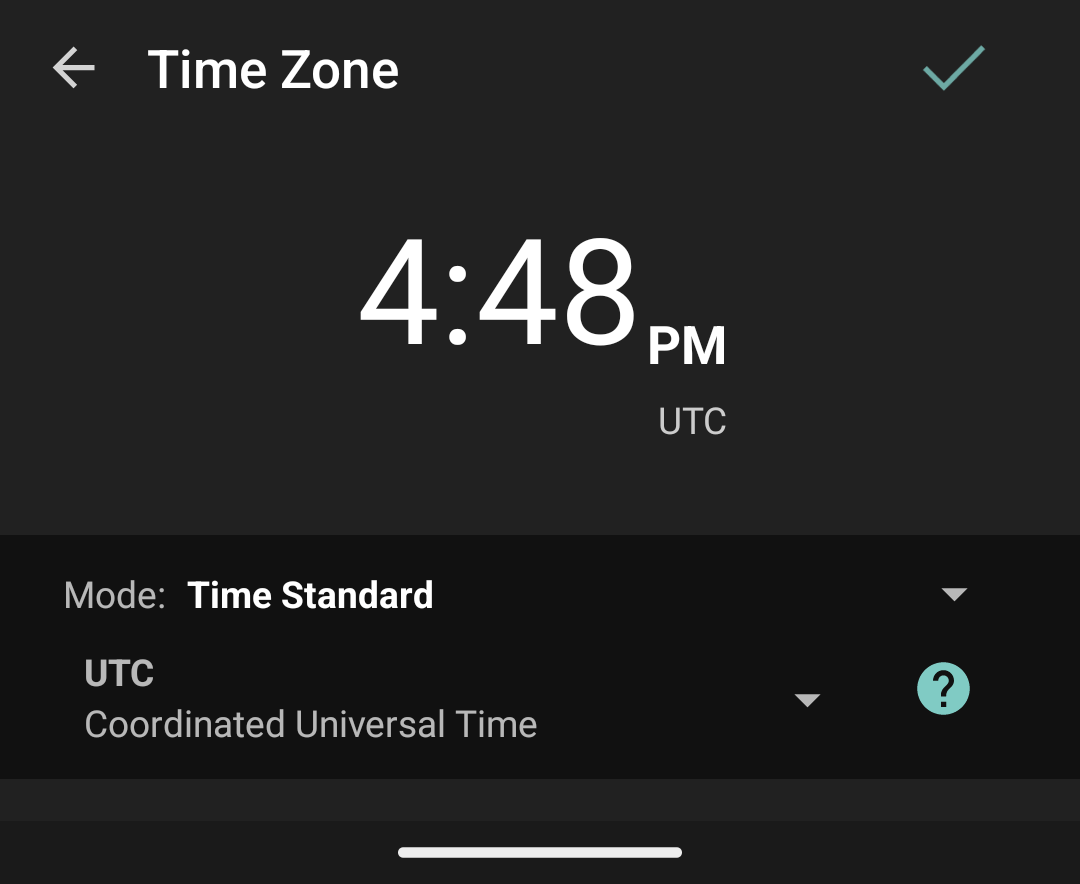 Time Zone
4:48 PM
UTC
Mode: Time Standard
UTC
Coordinated Universal Time
?